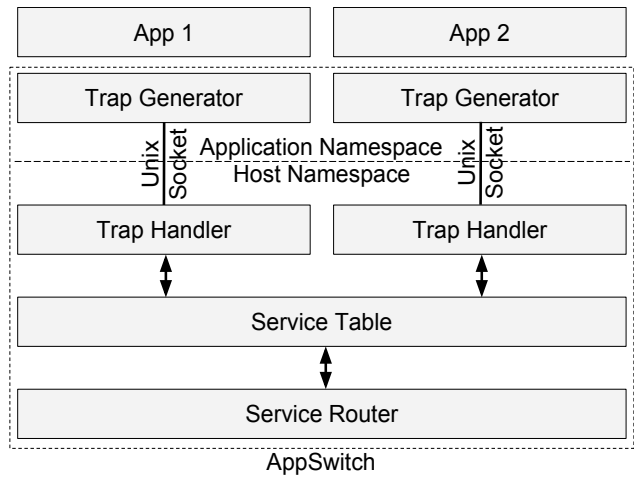 App 1
App 2
Trap Generator
Trap Generator
Unix
Socket
Application Namespace
Host Namespace
Unix
Socket
Trap Handler
Trap Handler
Service Table
Service Router
AppSwitch